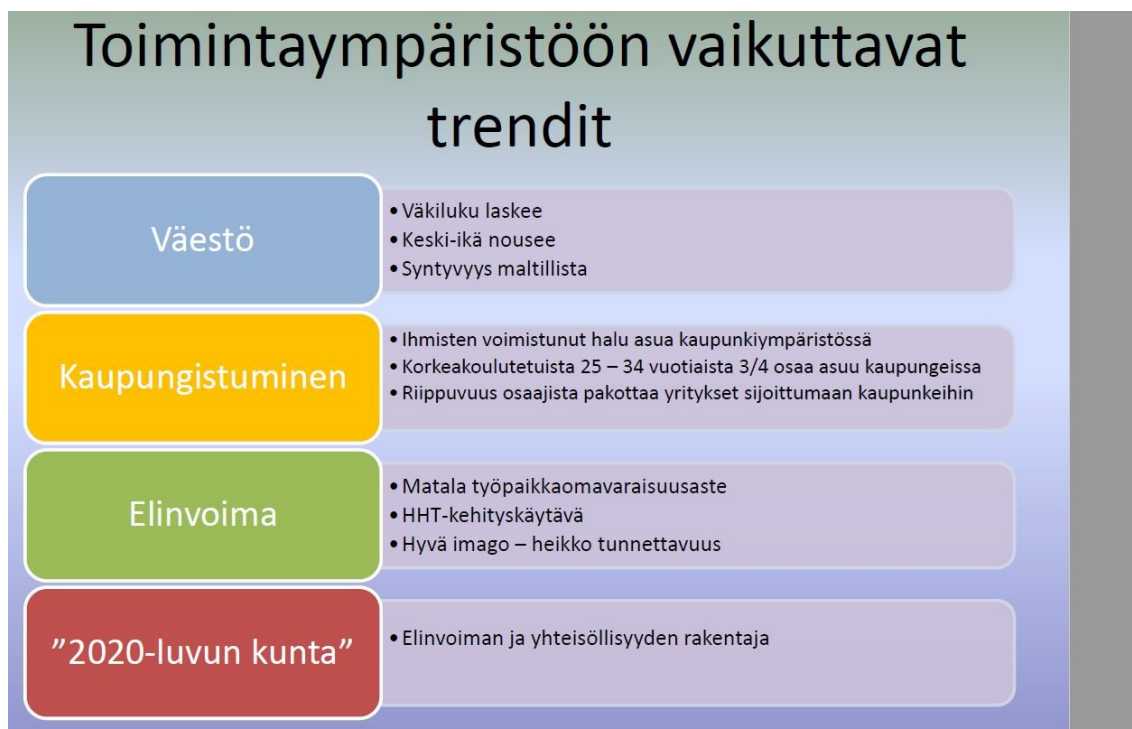 Toimintaympäristöön vaikuttavat
trendit
Väestö
• Väkiluku laskee
• Keski-ikä nousee
• Syntyvyys maltillista
Kaupungistuminen
• Ihmisten voimistunut halu asua kaupunkiympäristössä
• Korkeakoulutetuista 25 – 34 vuotiaista 3/4 osaa asuu kaupungeissa
• Riippuvuus osaajista pakottaa yritykset sijoittumaan kaupunkeihin
Elinvoima
• Matala työpaikkaomavaraisuusaste
• HHT-kehityskäytävä
• Hyvä imago – heikko tunnettavuus
”2020-luvun kunta”
• Elinvoiman ja yhteisöllisyyden rakentaja